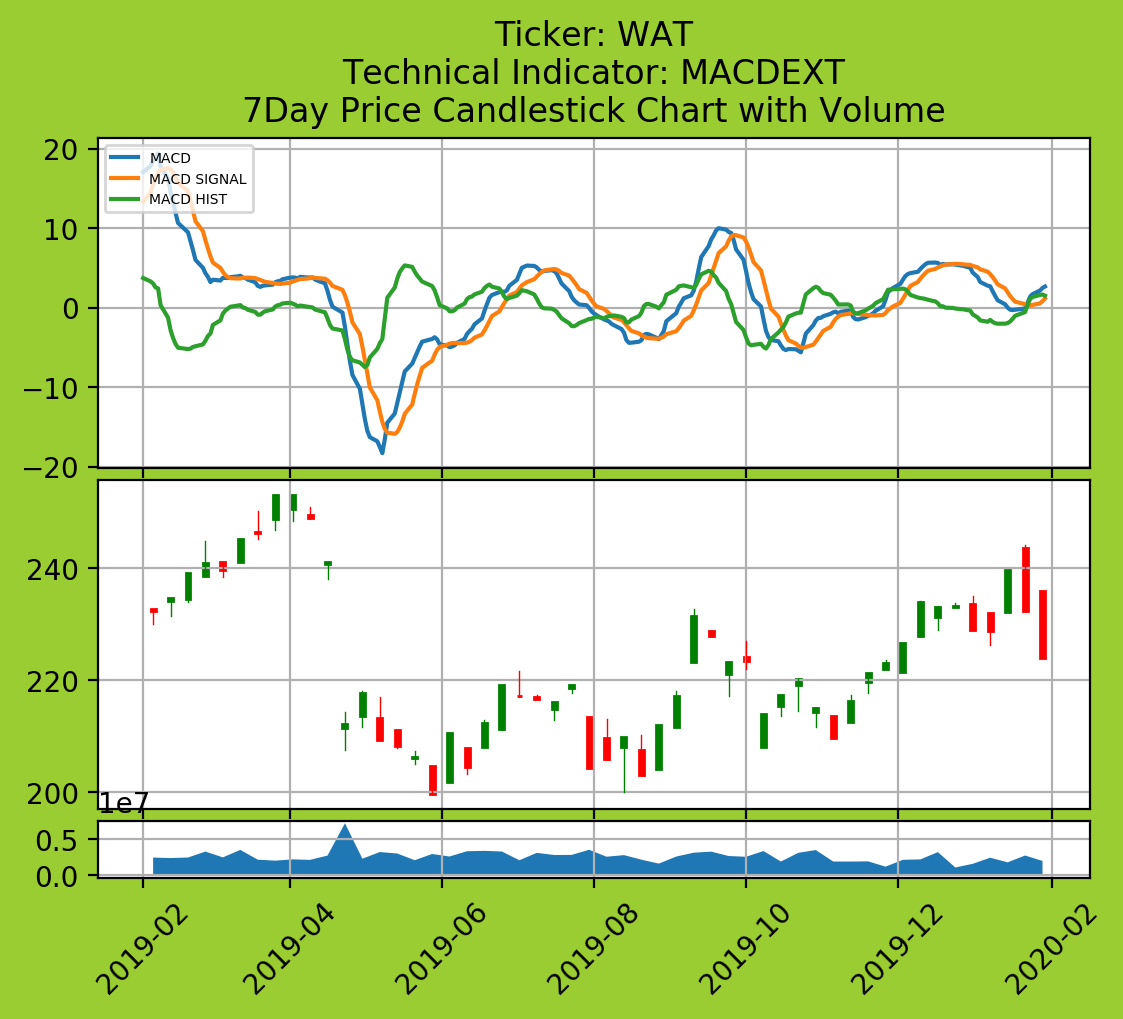 Ticker: WAT
Technical Indicator: MACDEXT
7Day Price Candlestick Chart with Volume
20
10
0
−10
−20
MACD
MACD SIGNAL
MACD HIST
240
220
200
1e7
0.5
0.0
2019-02
2019-04
2019-06
2019-08
2019-10
2019-12
2020-02